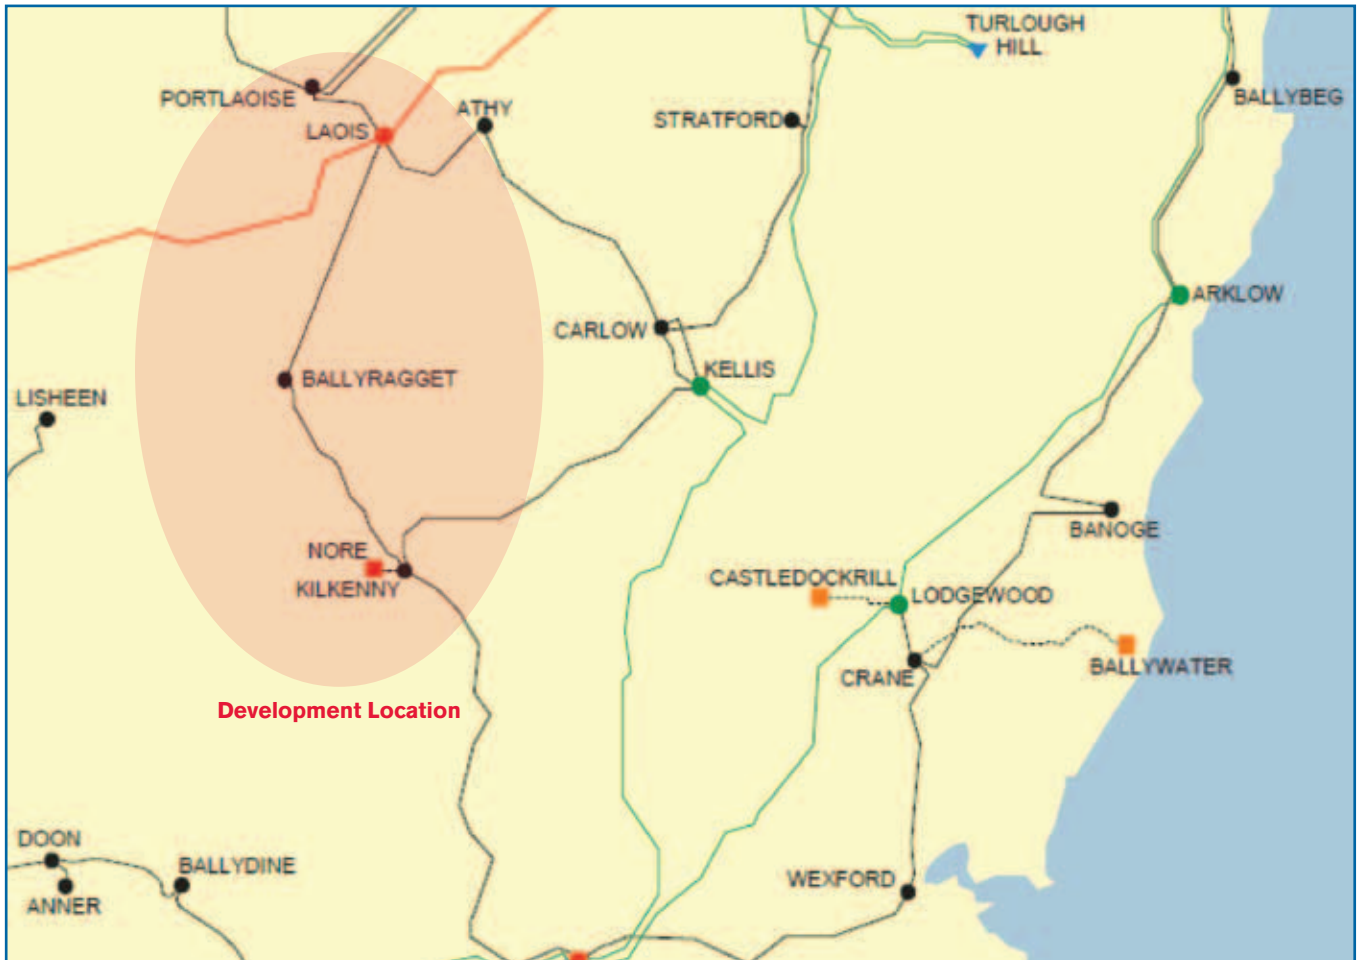 TURLOUGH
HILL
PORTLAOISE
BALLYBEG
ATHY
STRATFORD
LAOIS
ARKLOW
CARLOW
KELLIS
BALLYRAGGET
LISHEEN
BANOGE
NORE
CASTLEDOCKRILL
KILKENNY
LODGEWOOD
BALLYWATER
CRANE
Development Location
DOON
BALLYDINE
WEXFORD
ANNER